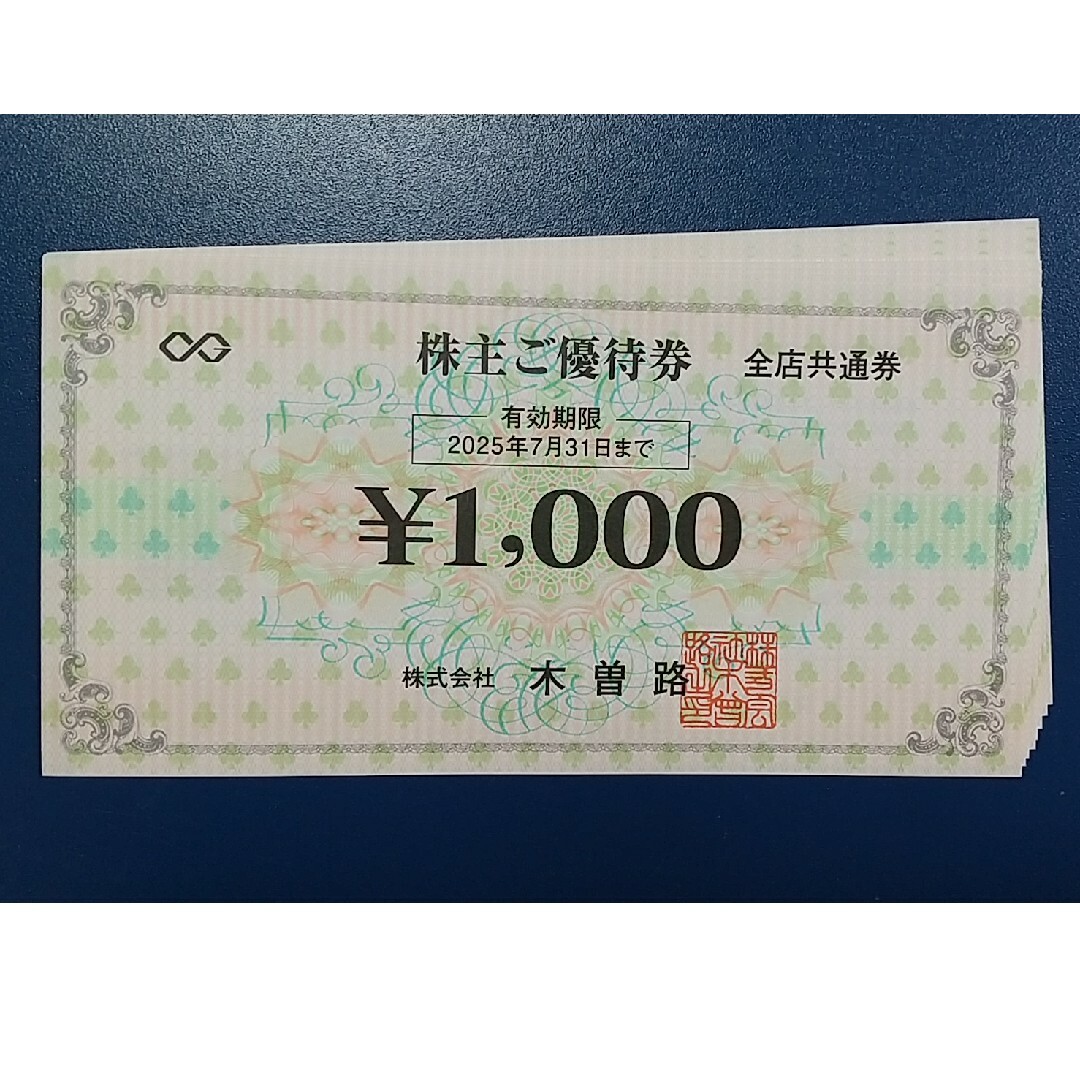 株主ご優待券 全店共通券
有効期限
2025年7月31日まで
¥1,000
株式会社 木曽路